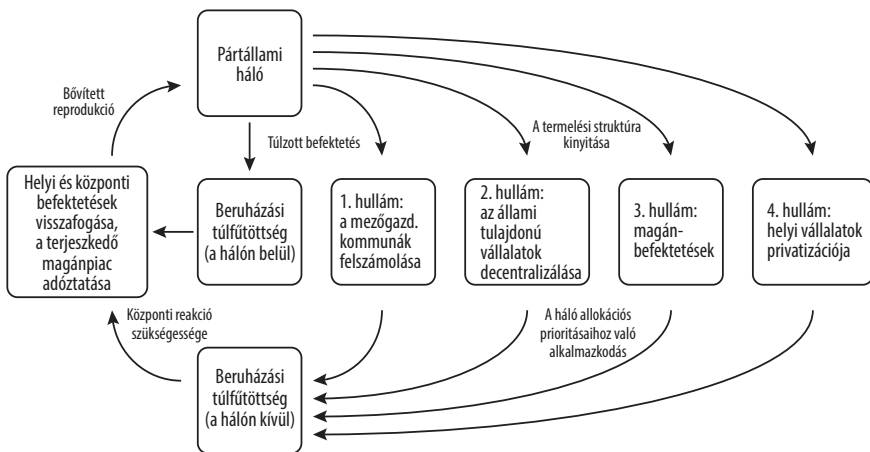 Pártállami
háló
Bővített
reprodukció
Túlzott befektetés
A termelési struktúra
kinyitása
Helyi és központi
befektetések
visszafogása,
a terjeszkedő
magánpiac
adóztatása
Beruházási
túlfűtöttség
(a hálón belül)
1. hullám:
a mezőgazd.
kommunák
felszámolása
2. hullám:
az állami
tulajdonú
vállalatok
decentralizálása
3. hullám:
magán-
befektetések
4. hullám:
helyi vállalatok
privatizációja
Központi reakció
szükségessége
A háló allokációs
prioritásaihoz való
alkalmazkodás
Beruházási
túlfűtöttség
(a hálón kívül)